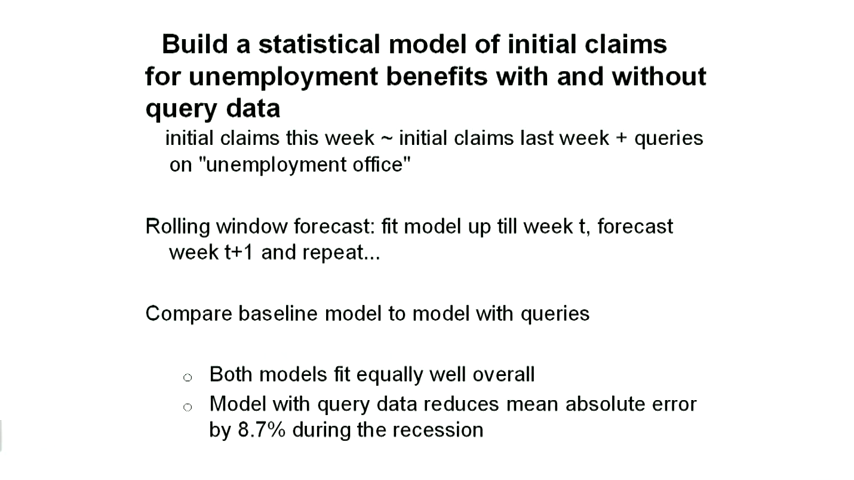 Build a statistical model of initial claims
for unemployment benefits with and without
query data
initial claims this week ~ initial claims last week + queries
on "unemployment office"
Rolling window forecast: fit model up till week t, forecast
week t+1 and repeat...
Compare baseline model to model with queries
○ Both models fit equally well overall
○ Model with query data reduces mean absolute error
by 8.7% during the recession